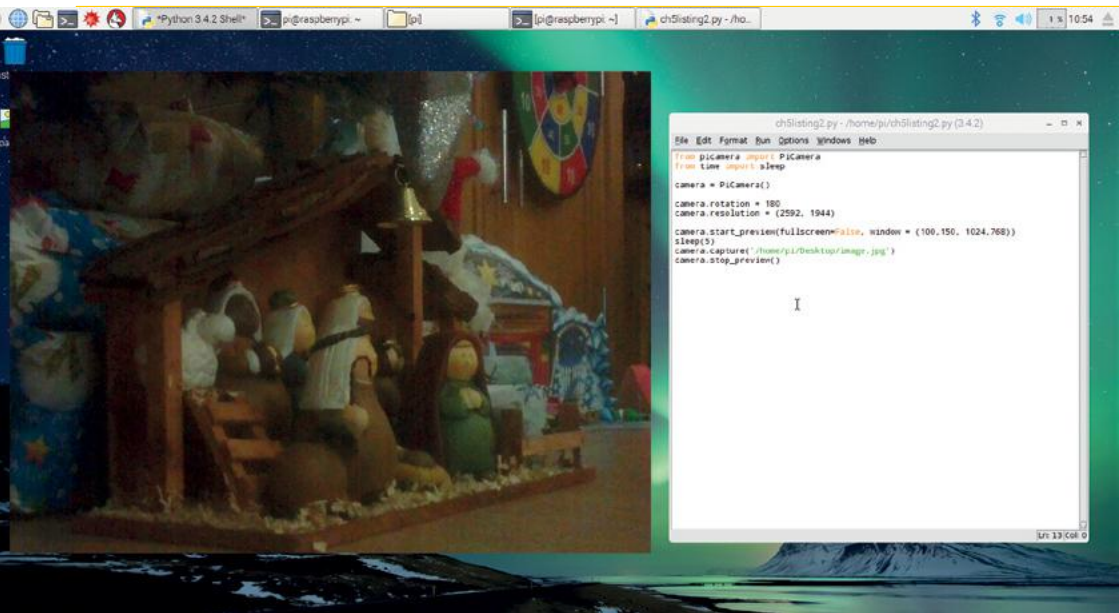 *Python 3.4.2 Shell*
pi@raspberrypi: ~
[pi]
[pi@raspberrypi: ~]
ch5listing2.py - /ho...
1 %
10:54
ch5listing2.py - /home/pi/ch5listing2.py (3.4.2)
File Edit Format Run Options Windows Help
from picamera import PiCamera
from time import sleep
camera = PiCamera()
camera.rotation = 180
camera.resolution = (2592, 1944)
camera.start_preview(fullscreen=False, window = (100,150, 1024,768))
sleep(5)
camera.capture('/home/pi/Desktop/image.jpg')
camera.stop_preview()
Ln: 13 Col: 0